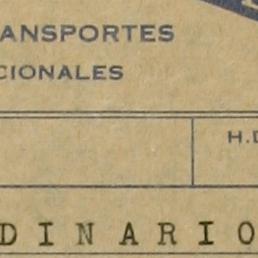 ANSPORTES
CIONALES
H.D
DINARIO